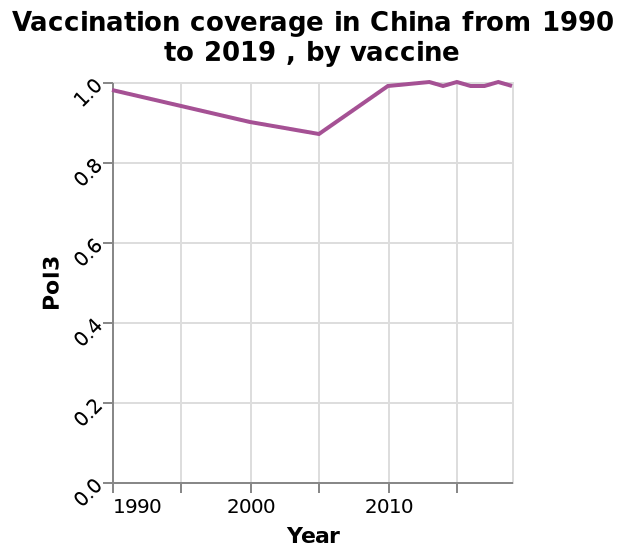 Vaccination coverage in China from 1990
to 2019 , by vaccine
1.0
0.8
0.6
0.4
0.2
0.0
Pol3
1990 2000 2010
Year